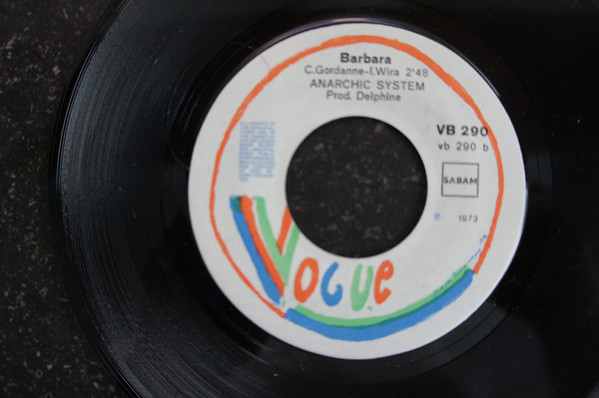 Barbara
C.Gordanne-I.Wira 2'48
ANARCHIC SYSTEM
Prod. Delphine
VB 290
vb 290 b
SABAM
℗ 1973
Vogue